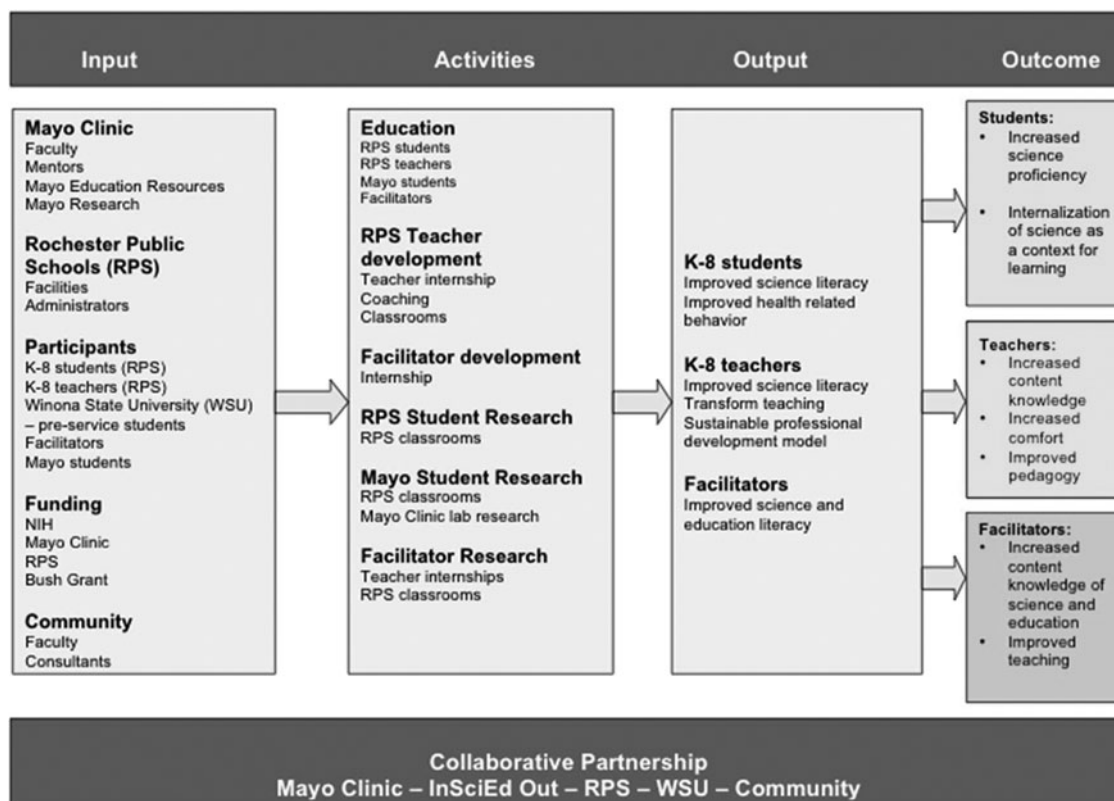 Input
Activities
Output
Outcome
Mayo Clinic
Faculty
Mentors
Mayo Education Resources
Mayo Research
Rochester Public
Schools (RPS)
Facilities
Administrators
Participants
K-8 students (RPS)
K-8 teachers (RPS)
Winona State University (WSU)
– pre-service students
Facilitators
Mayo students
Funding
NIH
Mayo Clinic
RPS
Bush Grant
Community
Faculty
Consultants
Education
RPS students
RPS teachers
Mayo students
Facilitators
RPS Teacher
development
Teacher internship
Coaching
Classrooms
Facilitator development
Internship
RPS Student Research
RPS classrooms
Mayo Student Research
RPS classrooms
Mayo Clinic lab research
Facilitator Research
Teacher internships
RPS classrooms
K-8 students
Improved science literacy
Improved health related
behavior
K-8 teachers
Improved science literacy
Transform teaching
Sustainable professional
development model
Facilitators
Improved science and
education literacy
Students:
• Increased
science
proficiency
• Internalization
of science as
a context for
learning
Teachers:
• Increased
content
knowledge
• Increased
comfort
• Improved
pedagogy
Facilitators:
• Increased
content
knowledge of
science and
education
• Improved
teaching
Collaborative Partnership
Mayo Clinic – InSciEd Out – RPS – WSU – Community